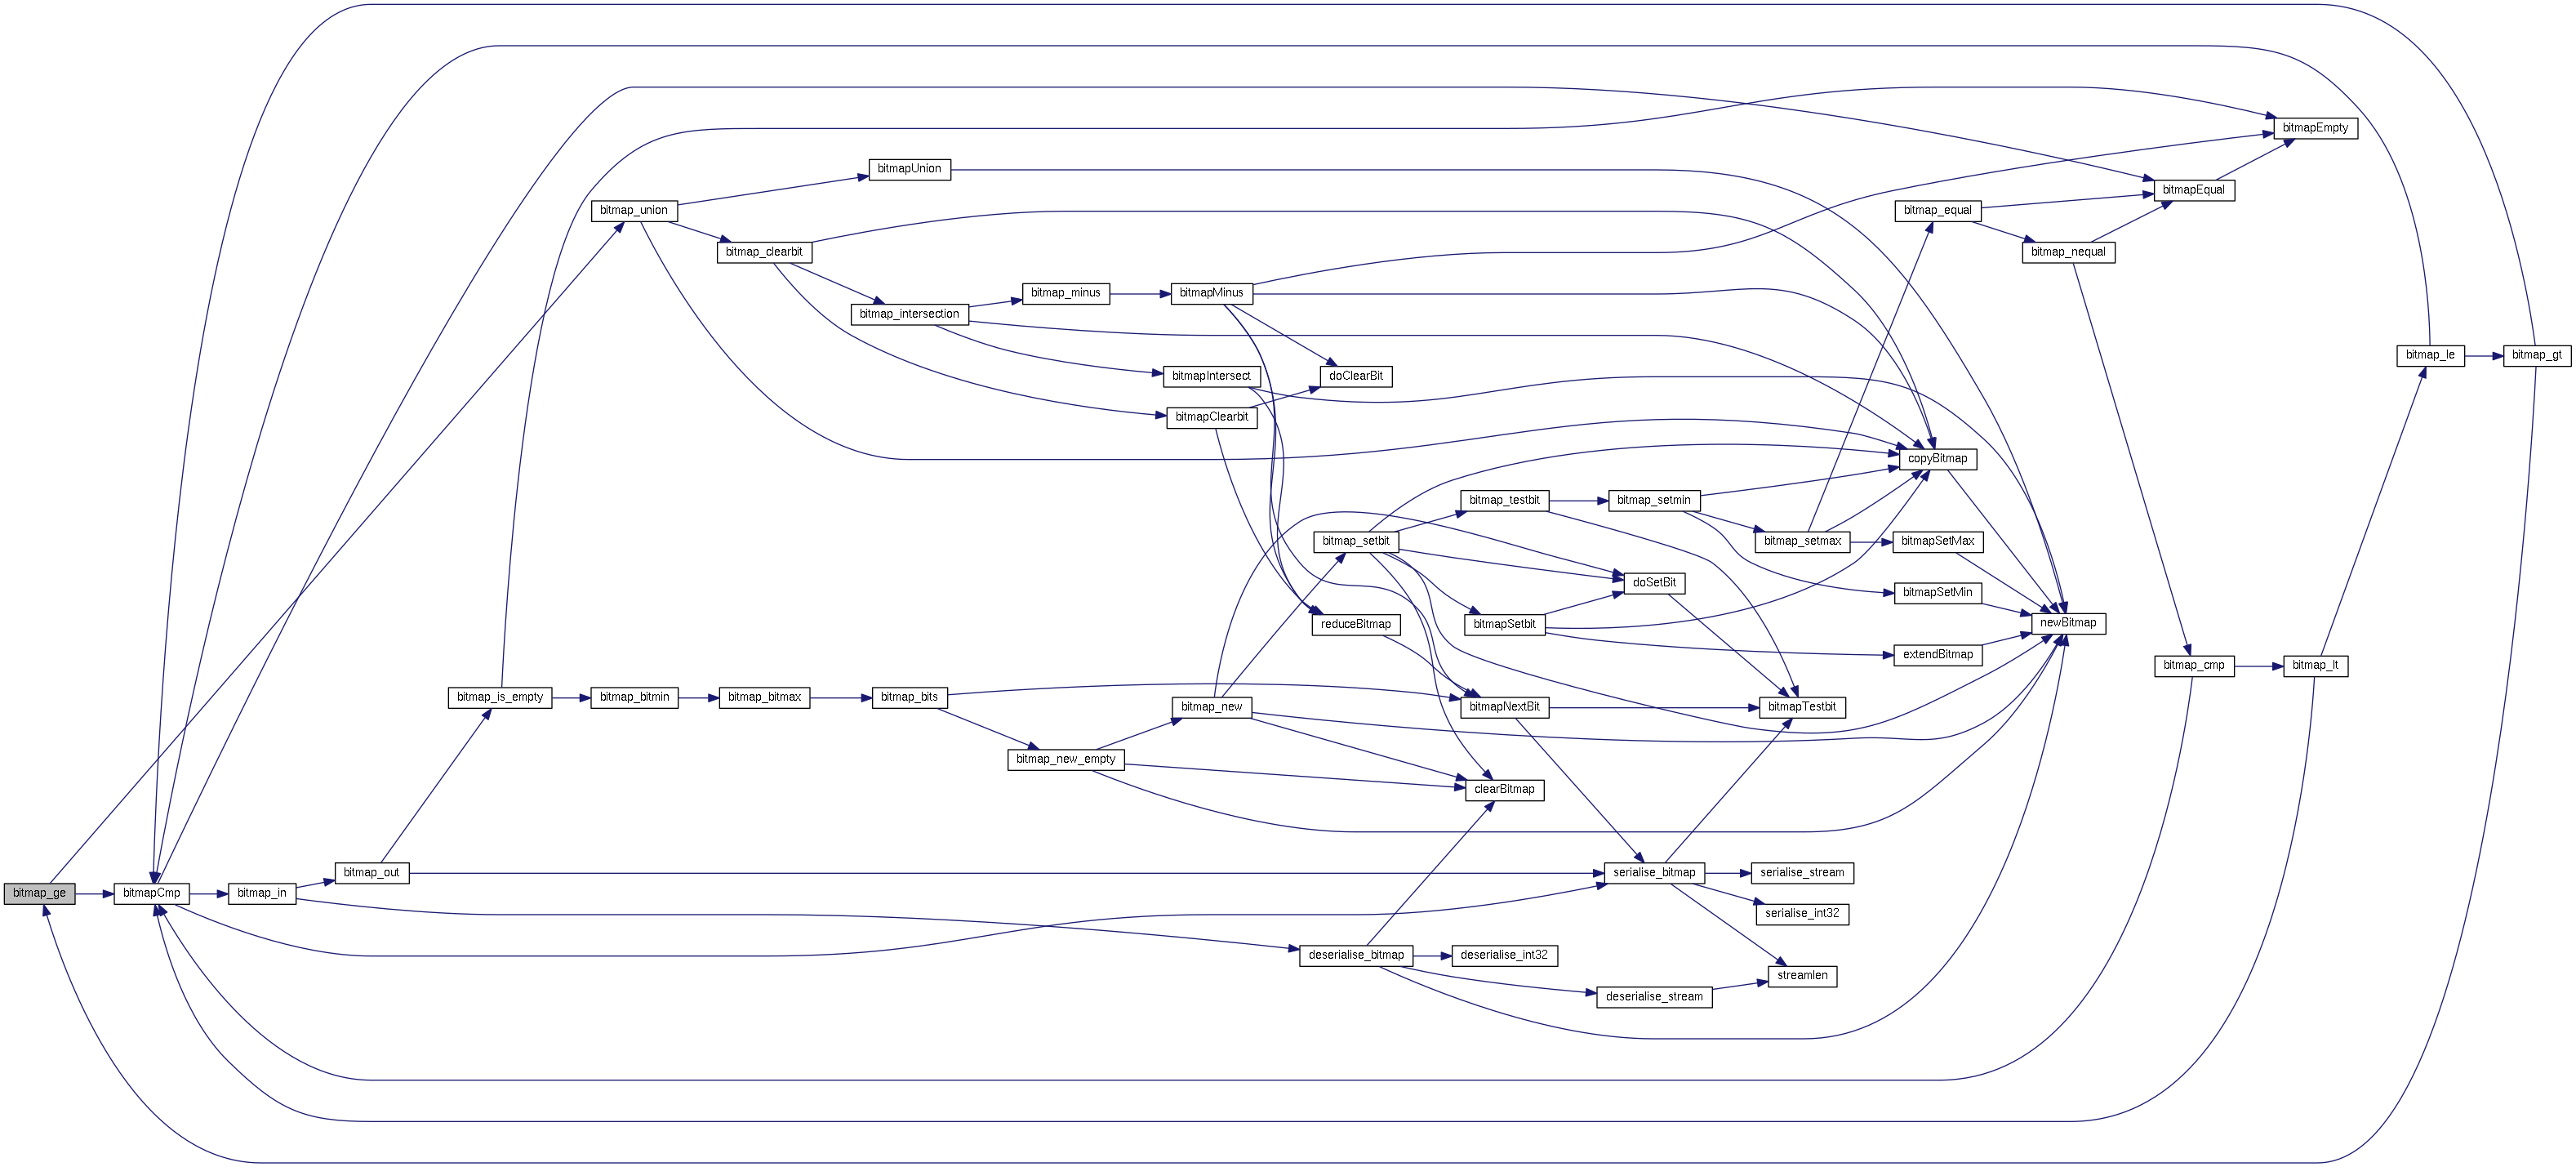 bitmapEmpty
bitmapUnion
bitmapEqual
bitmap_union
bitmap_equal
bitmap_clearbit
bitmap_nequal
bitmap_minus
bitmapMinus
bitmap_intersection
bitmap_le
bitmap_gt
bitmapIntersect
doClearBit
bitmapClearbit
copyBitmap
bitmap_testbit
bitmap_setmin
bitmap_setbit
bitmap_setmax
bitmapSetMax
doSetBit
bitmapSetMin
reduceBitmap
bitmapSetbit
newBitmap
extendBitmap
bitmap_cmp
bitmap_lt
bitmap_is_empty
bitmap_bitmin
bitmap_bitmax
bitmap_bits
bitmap_new
bitmapNextBit
bitmapTestbit
bitmap_new_empty
clearBitmap
bitmap_out
serialise_bitmap
serialise_stream
bitmap_ge
bitmapCmp
bitmap_in
serialise_int32
deserialise_bitmap
deserialise_int32
streamlen
deserialise_stream